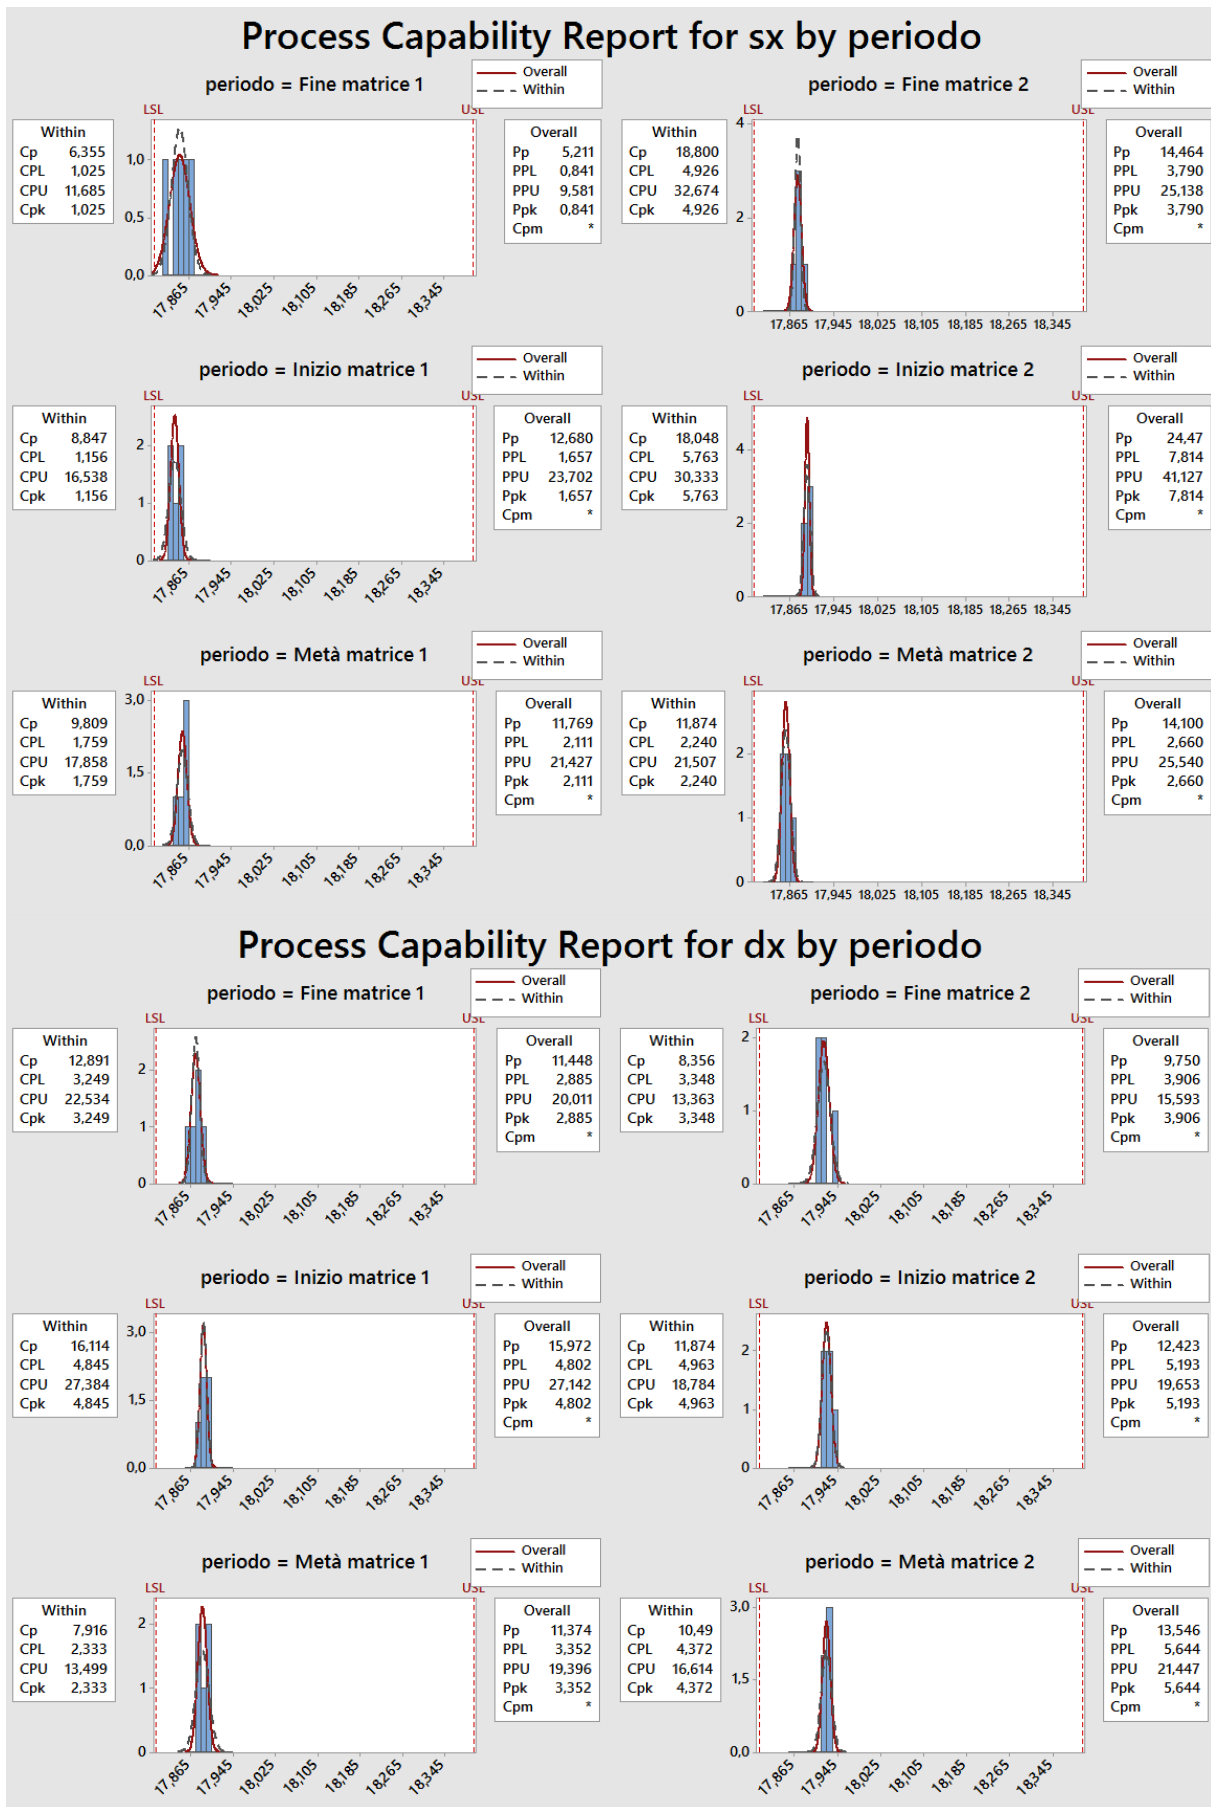 Process Capability Report for sx by periodo
periodo = Fine matrice 1
Overall
Within
LSL
Within
Cp 6,355
CPL 1,025
CPU 11,685
Cpk 1,025
1,0
0,5
0,0
17,865 17,945 18,025 18,105 18,185 18,265 18,345
Overall
Pp 5,211
PPL 0,841
PPU 9,581
Ppk 0,841
Cpm *
periodo = Fine matrice 2
Overall
Within
LSL
USL
Within
Cp 18,800
CPL 4,926
CPU 32,674
Cpk 4,926
4
2
0
17,865 17,945 18,025 18,105 18,185 18,265 18,345
Overall
Pp 14,464
PPL 3,790
PPU 25,138
Ppk 3,790
Cpm *
periodo = Inizio matrice 1
Overall
Within
LSL
USL
Within
Cp 8,847
CPL 1,156
CPU 16,538
Cpk 1,156
2
1
0
17,865 17,945 18,025 18,105 18,185 18,265 18,345
Overall
Pp 12,680
PPL 1,657
PPU 23,702
Ppk 1,657
Cpm *
periodo = Inizio matrice 2
Overall
Within
LSL
USL
Within
Cp 18,048
CPL 5,763
CPU 30,333
Cpk 5,763
4
2
0
17,865 17,945 18,025 18,105 18,185 18,265 18,345
Overall
Pp 24,47
PPL 7,814
PPU 41,127
Ppk 7,814
Cpm *
periodo = Metà matrice 1
Overall
Within
LSL
USL
Within
Cp 9,809
CPL 1,759
CPU 17,858
Cpk 1,759
3,0
1,5
0,0
17,865 17,945 18,025 18,105 18,185 18,265 18,345
Overall
Pp 11,769
PPL 2,111
PPU 21,427
Ppk 2,111
Cpm *
periodo = Metà matrice 2
Overall
Within
LSL
USL
Within
Cp 11,874
CPL 2,240
CPU 21,507
Cpk 2,240
2
1
0
17,865 17,945 18,025 18,105 18,185 18,265 18,345
Overall
Pp 14,100
PPL 2,660
PPU 25,540
Ppk 2,660
Cpm *
Process Capability Report for dx by periodo
periodo = Fine matrice 1
Overall
Within
LSL
USL
Within
Cp 12,891
CPL 3,249
CPU 22,534
Cpk 3,249
2
1
0
17,865 17,945 18,025 18,105 18,185 18,265 18,345
Overall
Pp 11,448
PPL 2,885
PPU 20,011
Ppk 2,885
Cpm *
periodo = Fine matrice 2
Overall
Within
LSL
USL
Within
Cp 8,356
CPL 3,348
CPU 13,363
Cpk 3,348
2
1
0
17,865 17,945 18,025 18,105 18,185 18,265 18,345
Overall
Pp 9,750
PPL 3,906
PPU 15,593
Ppk 3,906
Cpm *
periodo = Inizio matrice 1
Overall
Within
LSL
USL
Within
Cp 16,114
CPL 4,845
CPU 27,384
Cpk 4,845
3,0
1,5
0,0
17,865 17,945 18,025 18,105 18,185 18,265 18,345
Overall
Pp 15,972
PPL 4,802
PPU 27,142
Ppk 4,802
Cpm *
periodo = Inizio matrice 2
Overall
Within
LSL
USL
Within
Cp 11,874
CPL 4,963
CPU 18,784
Cpk 4,963
2
1
0
17,865 17,945 18,025 18,105 18,185 18,265 18,345
Overall
Pp 12,423
PPL 5,193
PPU 19,653
Ppk 5,193
Cpm *
periodo = Metà matrice 1
Overall
Within
LSL
USL
Within
Cp 7,916
CPL 2,333
CPU 13,499
Cpk 2,333
2
1
0
17,865 17,945 18,025 18,105 18,185 18,265 18,345
Overall
Pp 11,374
PPL 3,352
PPU 19,396
Ppk 3,352
Cpm *
periodo = Metà matrice 2
Overall
Within
LSL
USL
Within
Cp 10,49
CPL 4,372
CPU 16,614
Cpk 4,372
3,0
1,5
0,0
17,865 17,945 18,025 18,105 18,185 18,265 18,345
Overall
Pp 13,546
PPL 5,644
PPU 21,447
Ppk 5,644
Cpm *